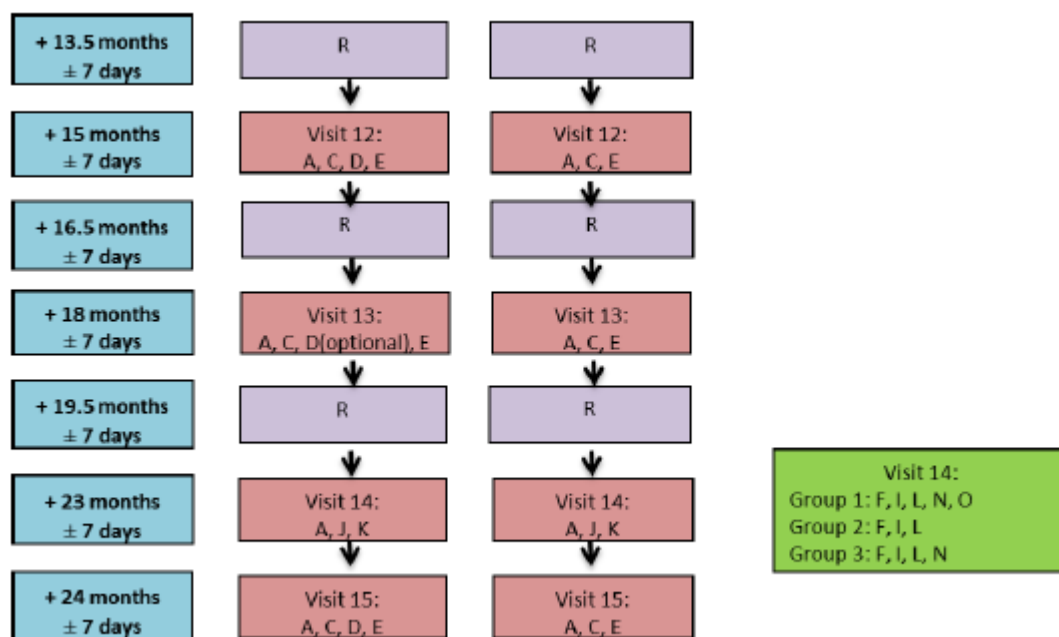 + 13.5 months
± 7 days
R
R
+ 15 months
± 7 days
Visit 12:
A, C, D, E
Visit 12:
A, C, E
+ 16.5 months
± 7 days
R
R
+ 18 months
± 7 days
Visit 13:
A, C, D(optional), E
Visit 13:
A, C, E
+ 19.5 months
± 7 days
R
R
+ 23 months
± 7 days
Visit 14:
A, J, K
Visit 14:
A, J, K
Visit 14:
Group 1: F, I, L, N, O
Group 2: F, I, L
Group 3: F, I, L, N
+ 24 months
± 7 days
Visit 15:
A, C, D, E
Visit 15:
A, C, E